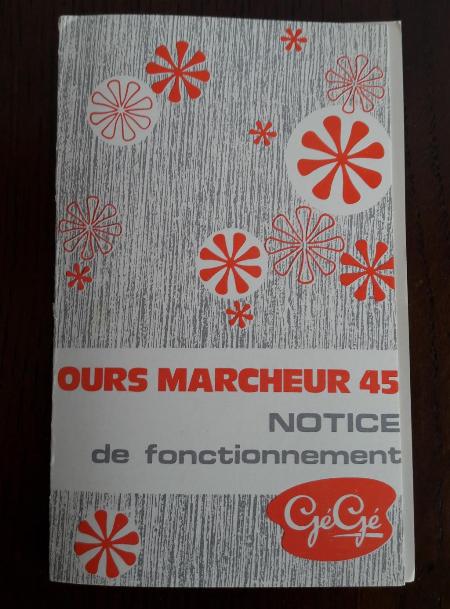 OURS MARCHEUR 45
NOTICE
de fonctionnement
GéGé